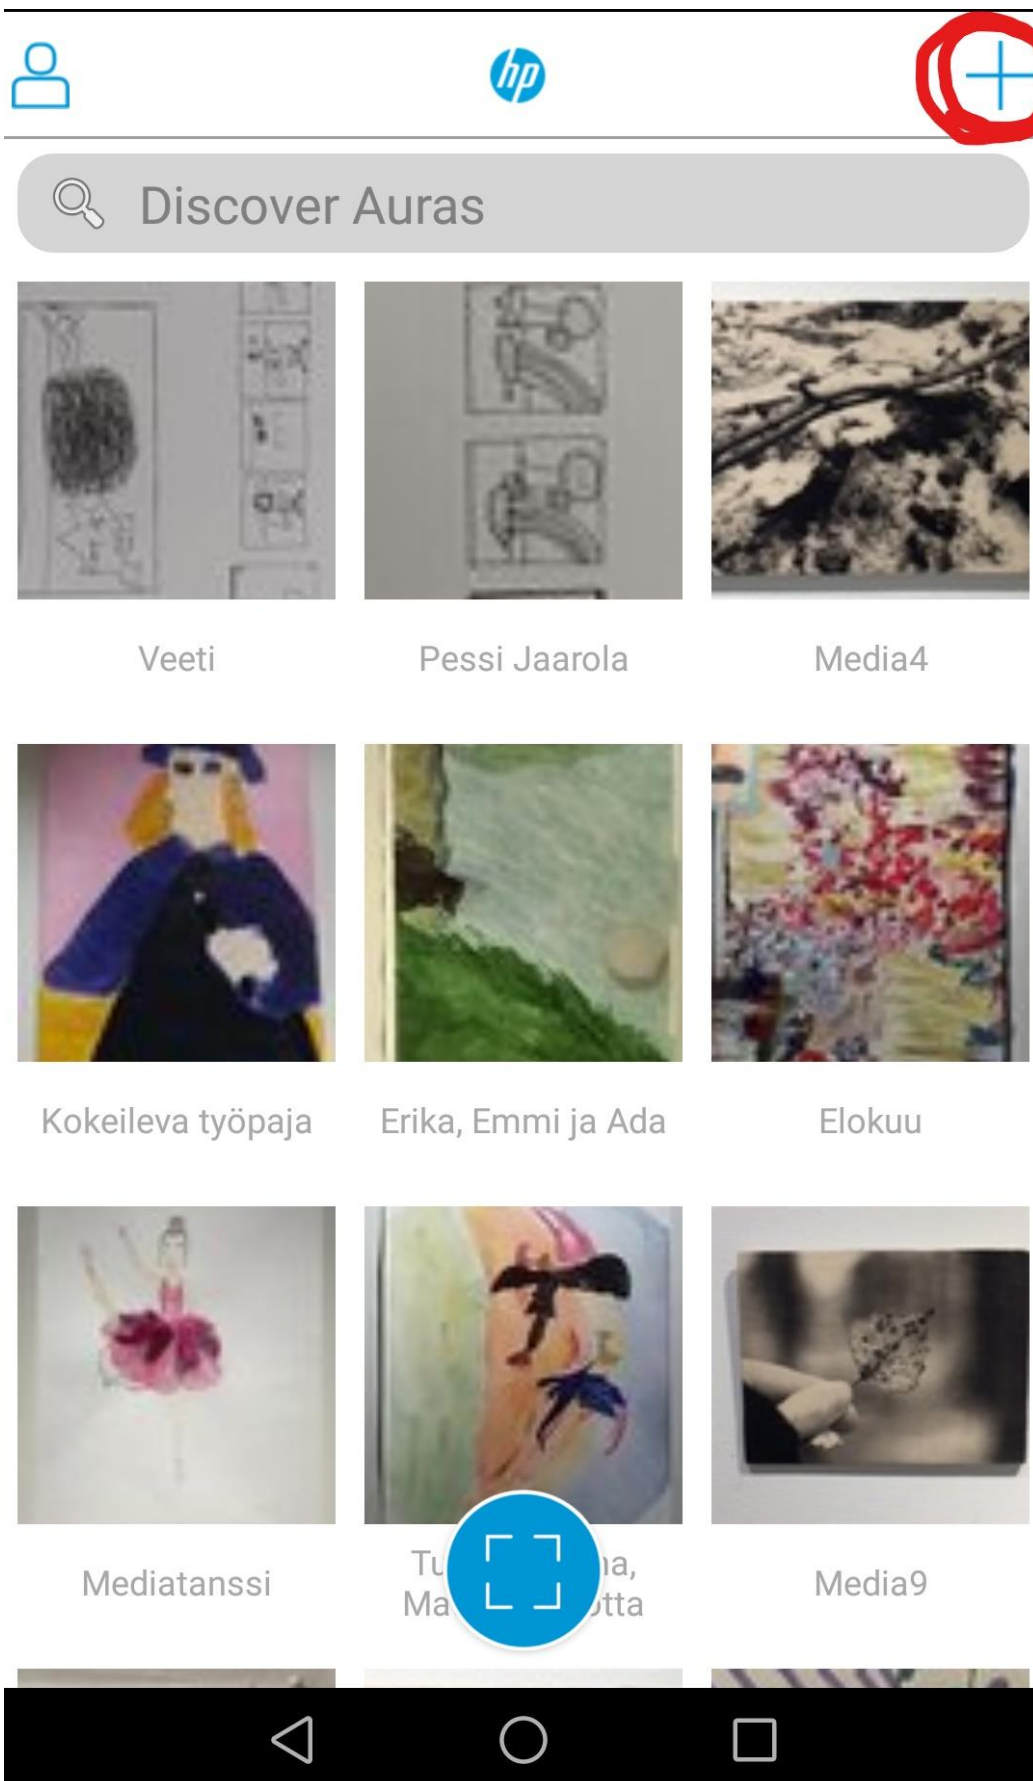 hp
Discover Auras
Veeti
Pessi Jaarola
Media4
Kokeileva työpaja
Erika, Emmi ja Ada
Elokuu
Mediatanssi
Media9